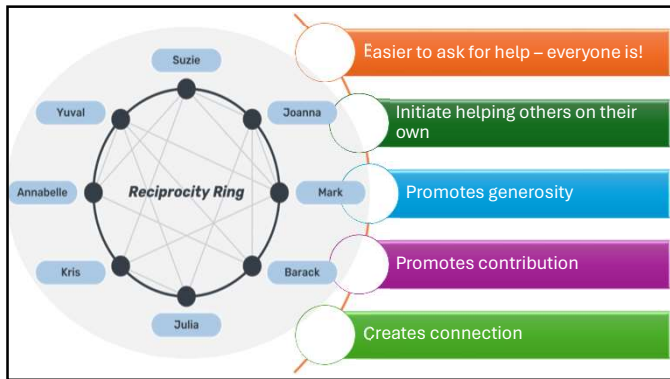 Suzie
Yuval
Joanna
Annabelle
Reciprocity Ring
Mark
Kris
Barack
Julia
Easier to ask for help – everyone is!
Initiate helping others on their
own
Promotes generosity
Promotes contribution
Creates connection